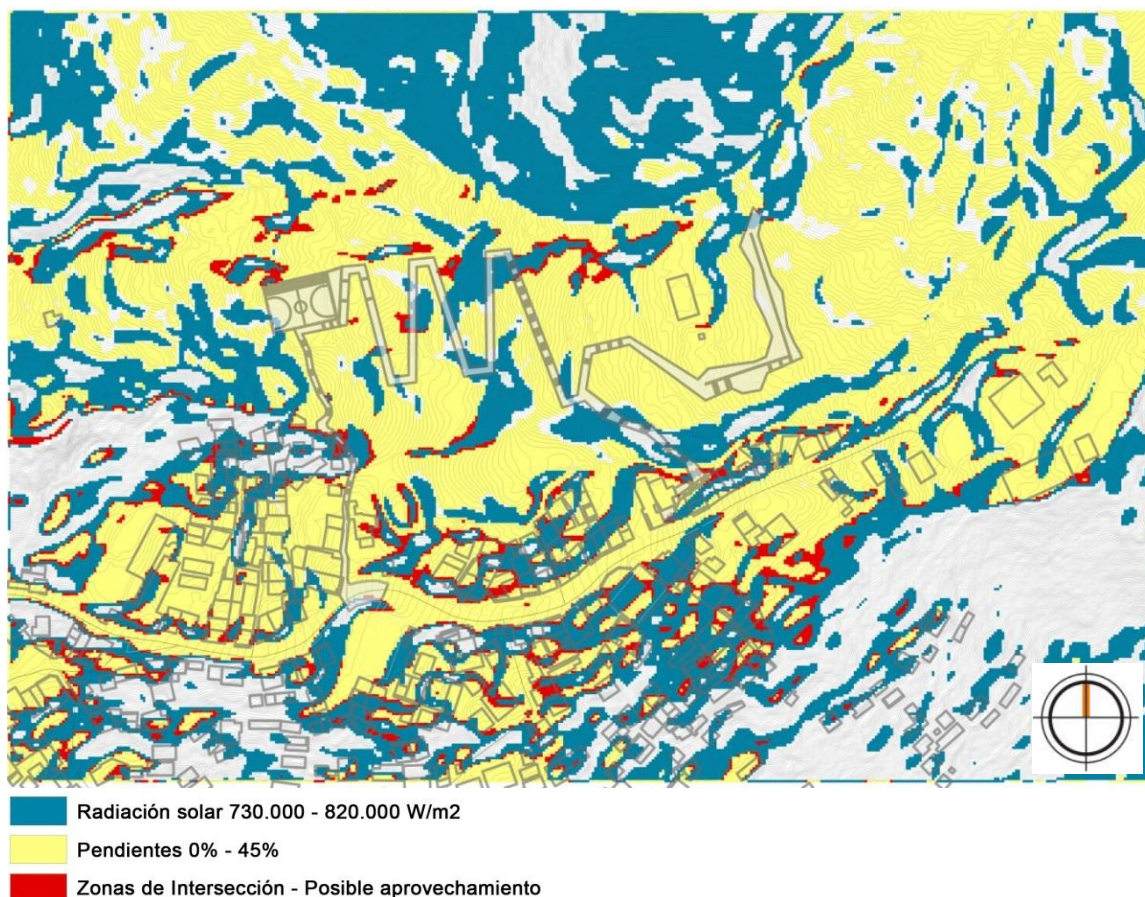 Radiación solar 730.000 - 820.000 W/m2
Pendientes 0% - 45%
Zonas de Intersección - Posible aprovechamiento